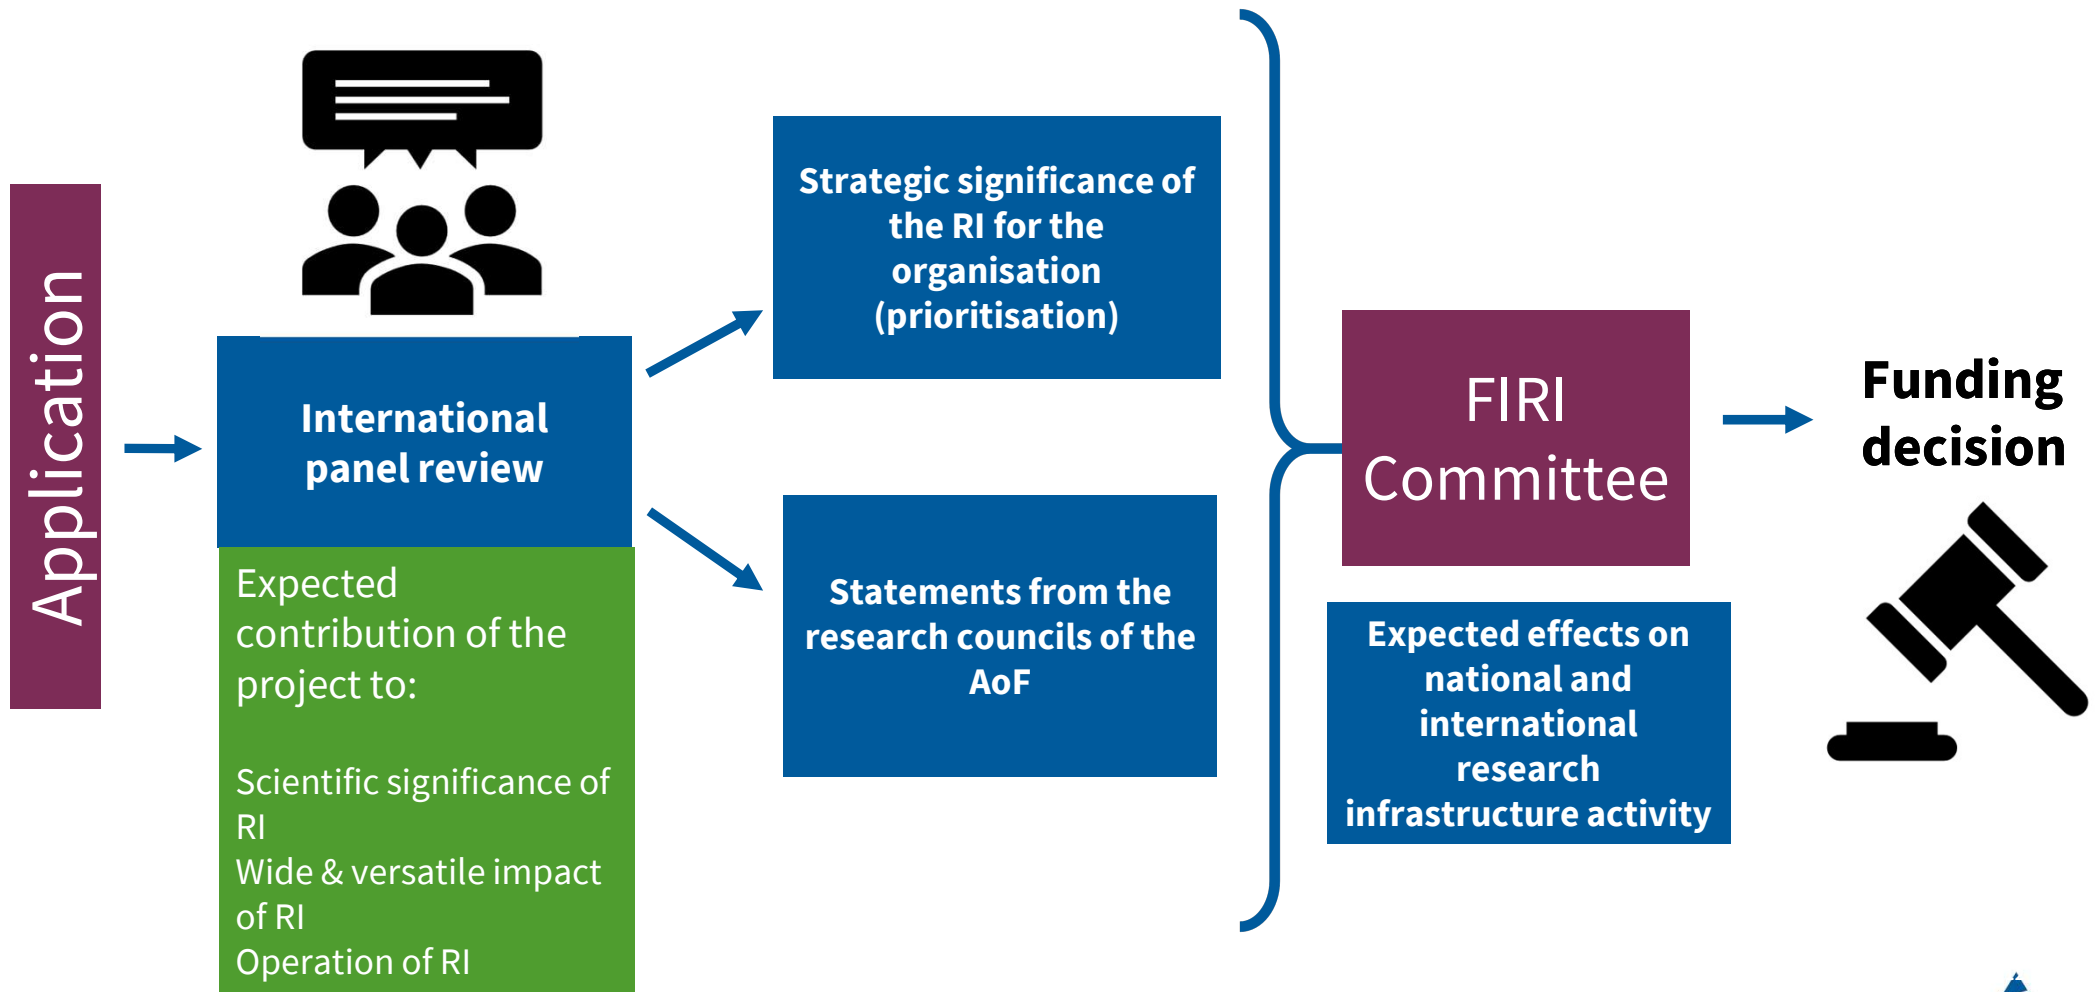 Application
International
panel review
Expected
contribution of the
project to:
Scientific significance of
RI
Wide & versatile impact
of RI
Operation of RI
Strategic significance of
the RI for the
organisation
(prioritisation)
Statements from the
research councils of the
AoF
FIRI
Committee
Expected effects on
national and
international
research
infrastructure activity
Funding
decision